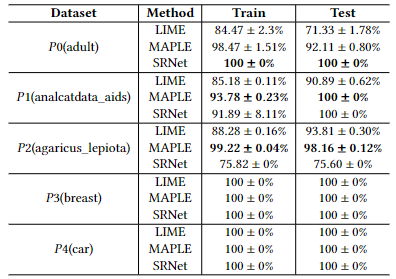 Dataset Method Train Test
LIME 84.47 ± 2.3% 71.33 ± 1.78%
P0(adult) MAPLE 98.47 ± 1.51% 92.11 ± 0.80%
SRNet 100 ± 0% 100 ± 0%
LIME 85.18 ± 0.11% 90.89 ± 0.62%
P1(analcatdata_aids) MAPLE 93.78 ± 0.23% 100 ± 0%
SRNet 91.89 ± 8.11% 100 ± 0%
LIME 88.28 ± 0.16% 93.81 ± 0.30%
P2(agaricus_lepiota) MAPLE 99.22 ± 0.04% 98.16 ± 0.12%
SRNet 75.82 ± 0% 75.60 ± 0%
LIME 100 ± 0% 100 ± 0%
P3(breast) MAPLE 100 ± 0% 100 ± 0%
SRNet 100 ± 0% 100 ± 0%
LIME 100 ± 0% 100 ± 0%
P4(car) MAPLE 100 ± 0% 100 ± 0%
SRNet 100 ± 0% 100 ± 0%